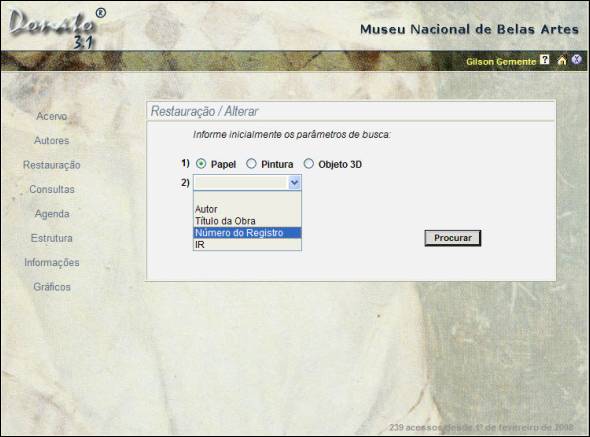 Donato ®
3.1
Museu Nacional de Belas Artes
Gilson Gemente ? X
Acervo
Autores
Restauração
Consultas
Agenda
Estrutura
Informações
Gráficos
Restauração / Alterar
Informe inicialmente os parâmetros de busca:
1) Papel Pintura Objeto 3D
2)
Autor
Título da Obra
Número do Registro
IR
Procurar
239 acessos desde 1º de fevereiro de 2008